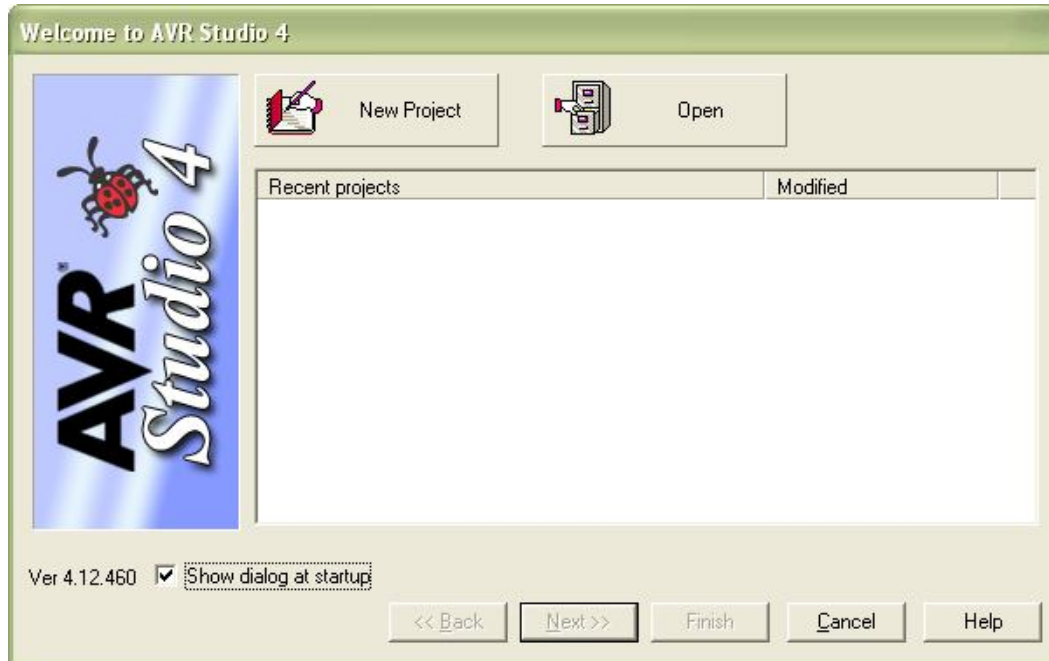 Welcome to AVR Studio 4
New Project
Open
AVR®
Studio 4
Recent projects
Modified
Ver 4.12.460
Show dialog at startup
<< Back
Next >>
Finish
Cancel
Help